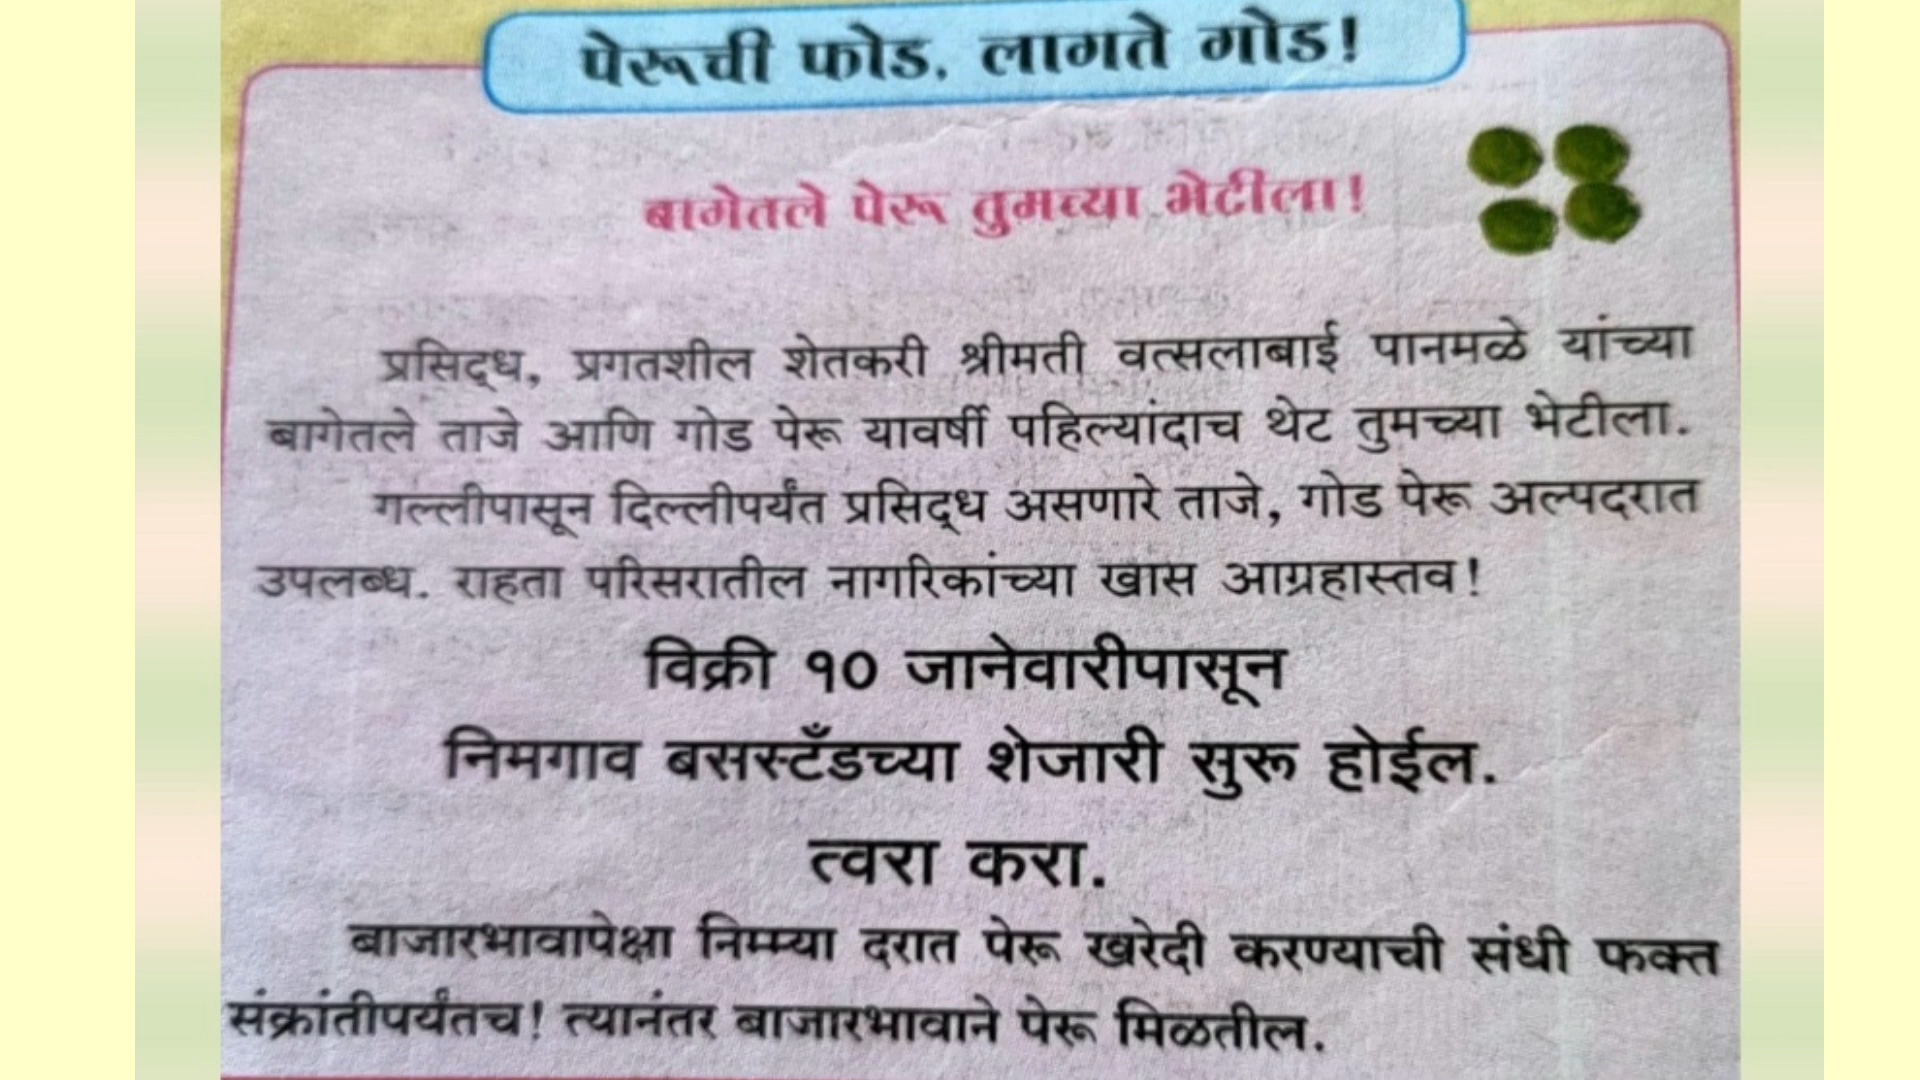 पेरूची फोड, लागते गोड!
बागेतले पेरू तुमच्या भेटीला!
प्रसिद्ध, प्रगतशील शेतकरी श्रीमती वत्सलाबाई पानमळे यांच्या
बागेतले ताजे आणि गोड पेरू यावर्षी पहिल्यांदाच थेट तुमच्या भेटीला.
गल्लीपासून दिल्लीपर्यंत प्रसिद्ध असणारे ताजे, गोड पेरू अल्पदरात
उपलब्ध. राहता परिसरातील नागरिकांच्या खास आग्रहास्तव!
विक्री १० जानेवारीपासून
निमगाव बसस्टँडच्या शेजारी सुरू होईल.
त्वरा करा.
बाजारभावापेक्षा निम्म्या दरात पेरू खरेदी करण्याची संधी फक्त
संक्रांतीपर्यंतच! त्यानंतर बाजारभावाने पेरू मिळतील.